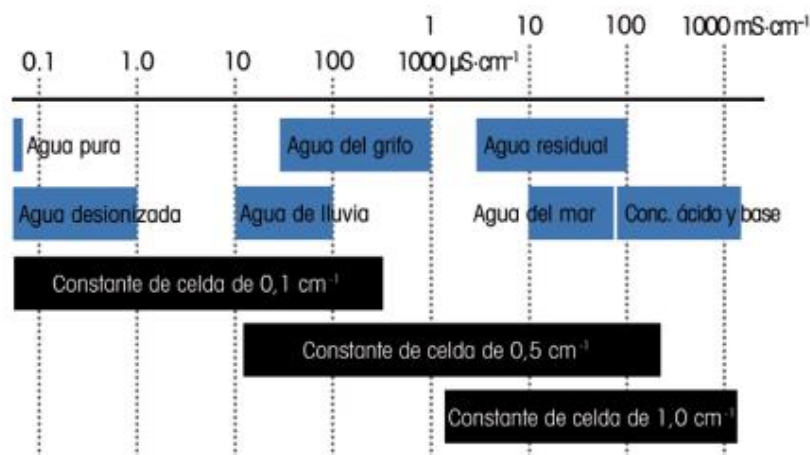 1 10 100 1000 mS·cm⁻¹
0.1 1.0 10 100 1000 µS·cm⁻¹
Agua pura Agua del grifo Agua residual
Agua desionizada Agua de lluvia Agua del mar Conc. ácido y base
Constante de celda de 0,1 cm⁻¹
Constante de celda de 0,5 cm⁻¹
Constante de celda de 1,0 cm⁻¹